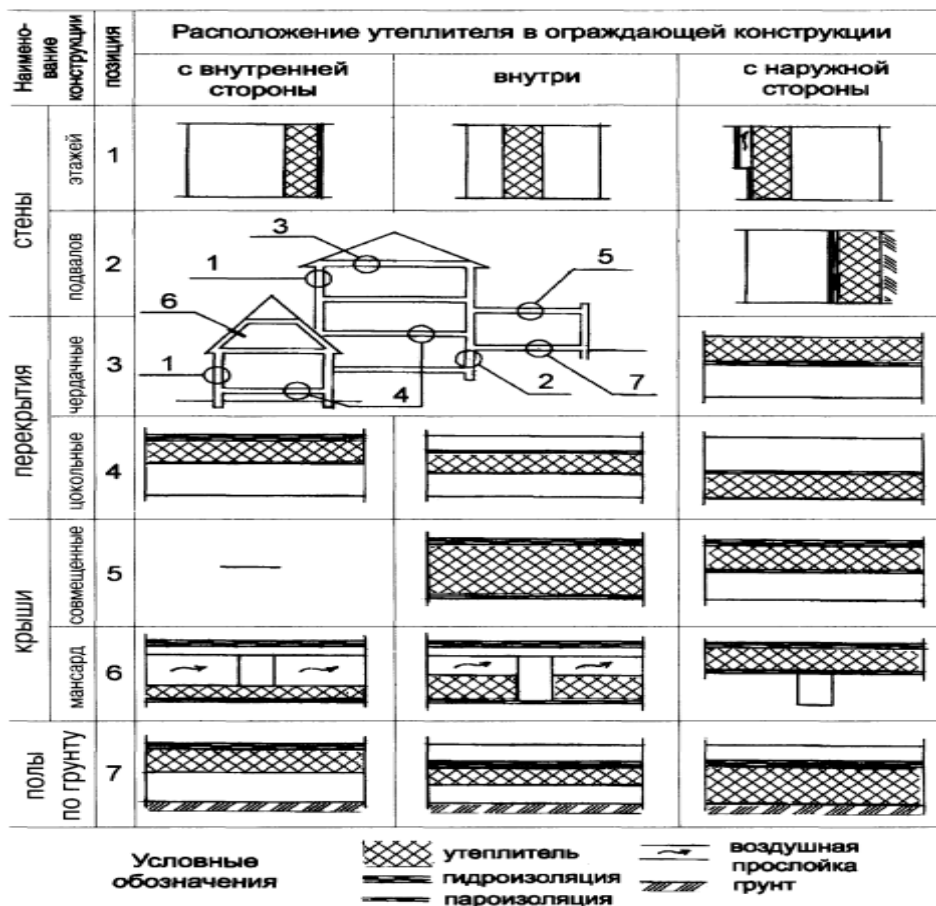 Наимено-
вание
конструкции
позиция
Расположение утеплителя в ограждающей конструкции
с внутренней
стороны
внутри
с наружной
стороны
стены
этажей
1
подвалов
2
3
1
6
1
5
4
2
7
перекрытия
чердачные
3
цокольные
4
крыши
совмещенные
5
мансард
6
полы
по грунту
7
Условные
обозначения
утеплитель
гидроизоляция
пароизоляция
воздушная
прослойка
грунт